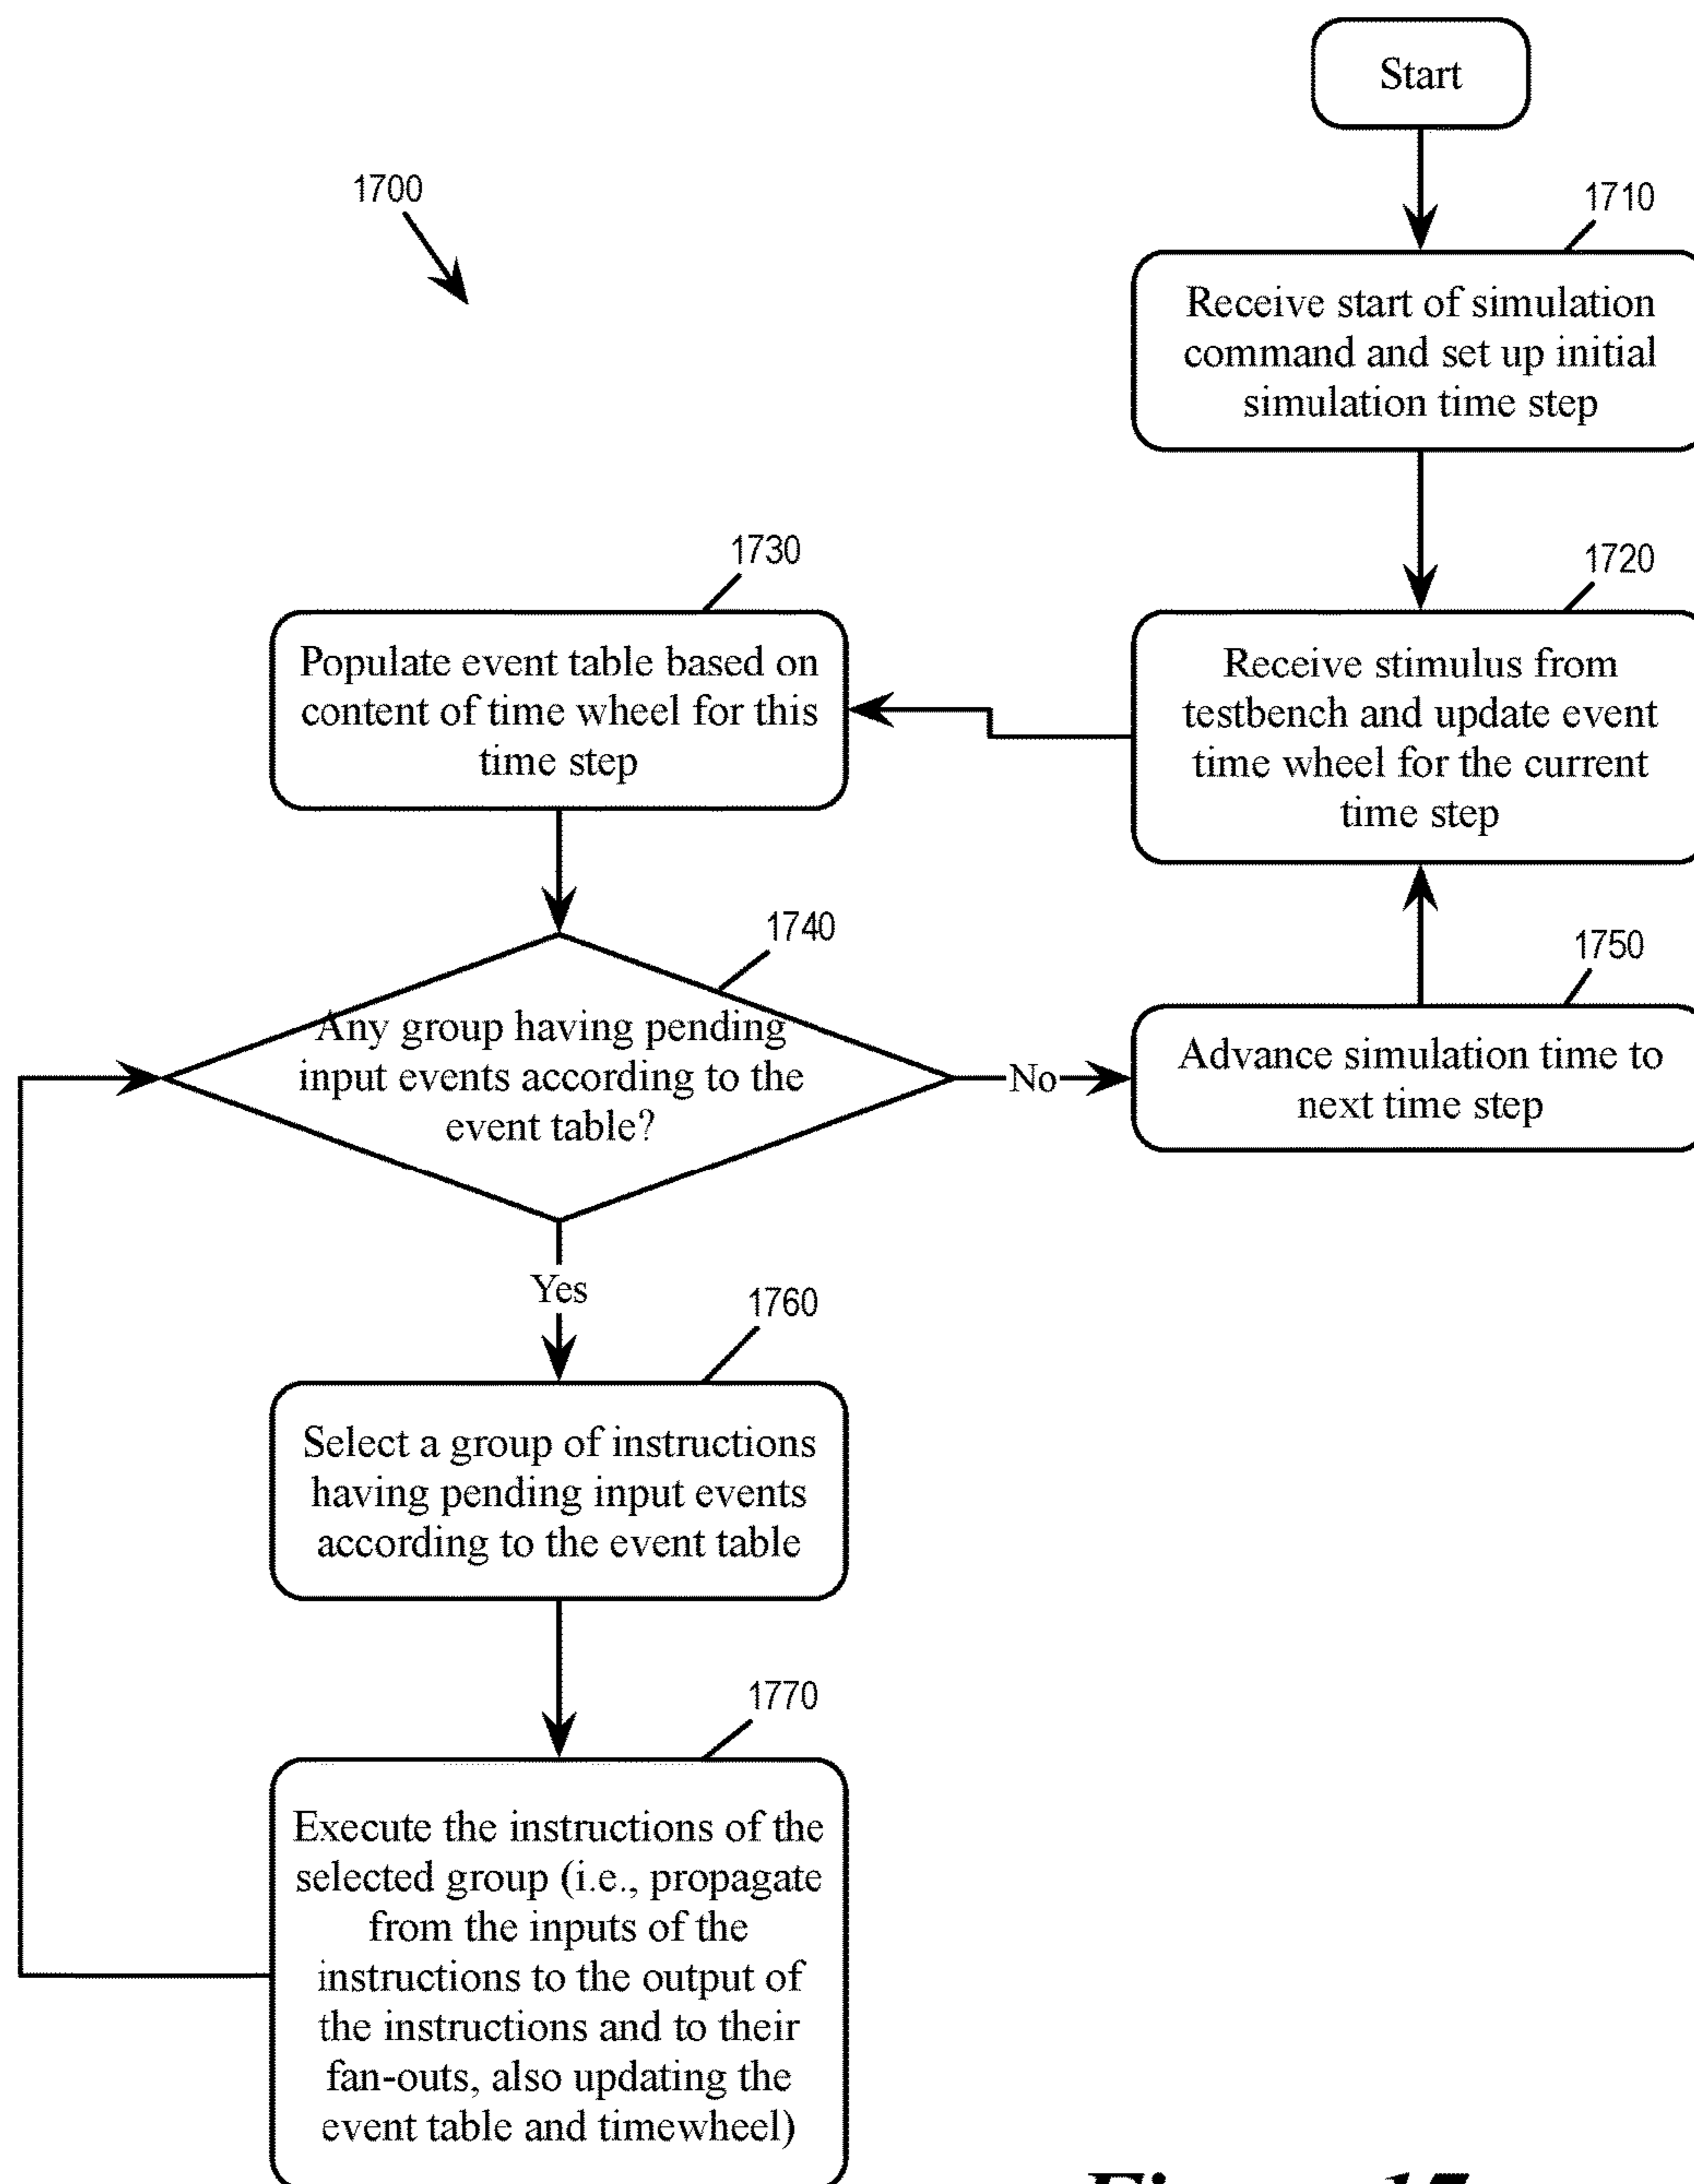 Start
1700
1710
Receive start of simulation
command and set up initial
simulation time step
1730
1720
Populate event table based on
content of time wheel for this
time step
Receive stimulus from
testbench and update event
time wheel for the current
time step
1740
1750
Any group having pending
input events according to the
event table?
No
Advance simulation time to
next time step
Yes
1760
Select a group of instructions
having pending input events
according to the event table
1770
Execute the instructions of the
selected group (i.e., propagate
from the inputs of the
instructions to the output of
the instructions and to their
fan-outs, also updating the
event table and timewheel)